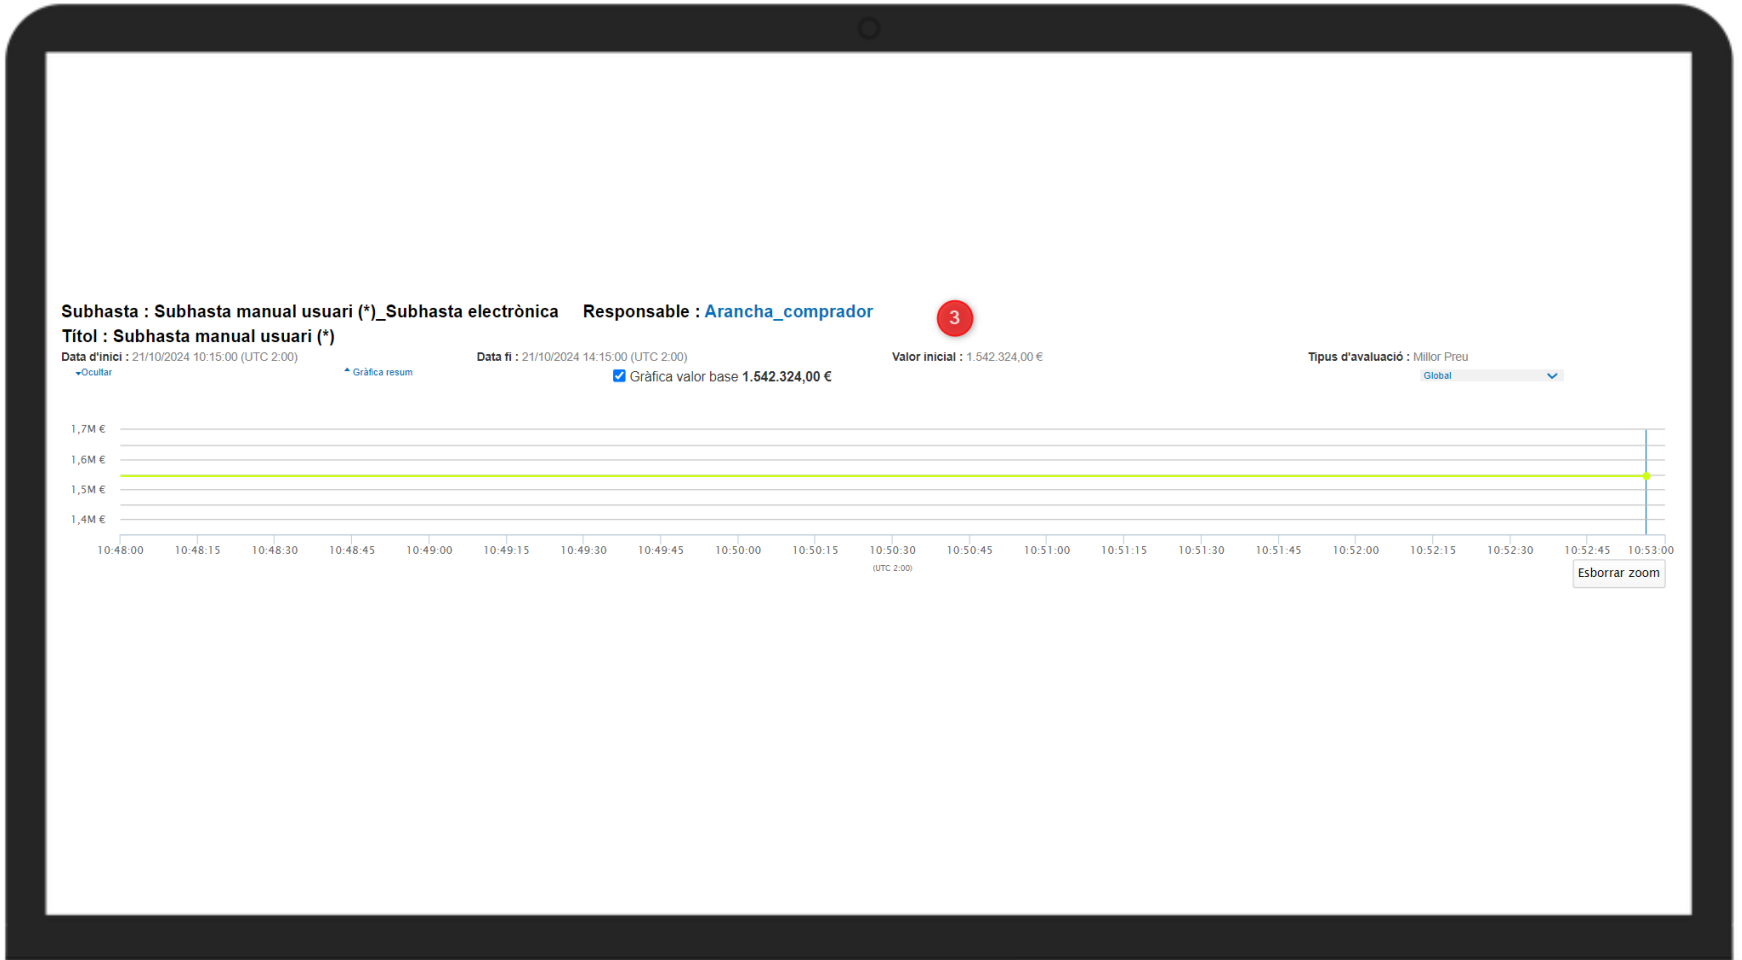 Subhasta : Subhasta manual usuari (*)_Subhasta electrònica Responsable : Arancha_comprador
3
Títol : Subhasta manual usuari (*)
Data d'inici : 21/10/2024 10:15:00 (UTC 2:00) Data fi : 21/10/2024 14:15:00 (UTC 2:00) Valor inicial : 1.542.324,00 € Tipus d'avaluació : Millor Preu
Ocultar Gràfica resum Gràfica valor base 1.542.324,00 € Global
1,7M €
1,6M €
1,5M €
1,4M €
10:48:00 10:48:15 10:48:30 10:48:45 10:49:00 10:49:15 10:49:30 10:49:45 10:50:00 10:50:15 10:50:30 10:50:45 10:51:00 10:51:15 10:51:30 10:51:45 10:52:00 10:52:15 10:52:30 10:52:45 10:53:00
(UTC 2:00)
Esborrar zoom